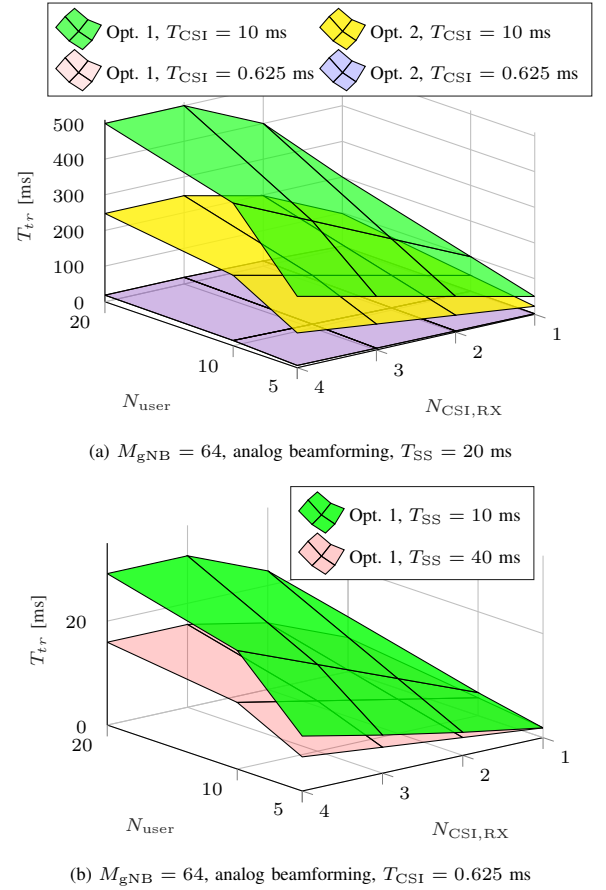 Opt. 1, T_CSI = 10 ms Opt. 2, T_CSI = 10 ms
Opt. 1, T_CSI = 0.625 ms Opt. 2, T_CSI = 0.625 ms
500
400
300
200
100
0
T_tr [ms]
20
10
5
N_user
1
2
3
4
N_CSI,RX
(a) M_gNB = 64, analog beamforming, T_SS = 20 ms
Opt. 1, T_SS = 10 ms
Opt. 1, T_SS = 40 ms
20
0
T_tr [ms]
20
10
5
N_user
1
2
3
4
N_CSI,RX
(b) M_gNB = 64, analog beamforming, T_CSI = 0.625 ms